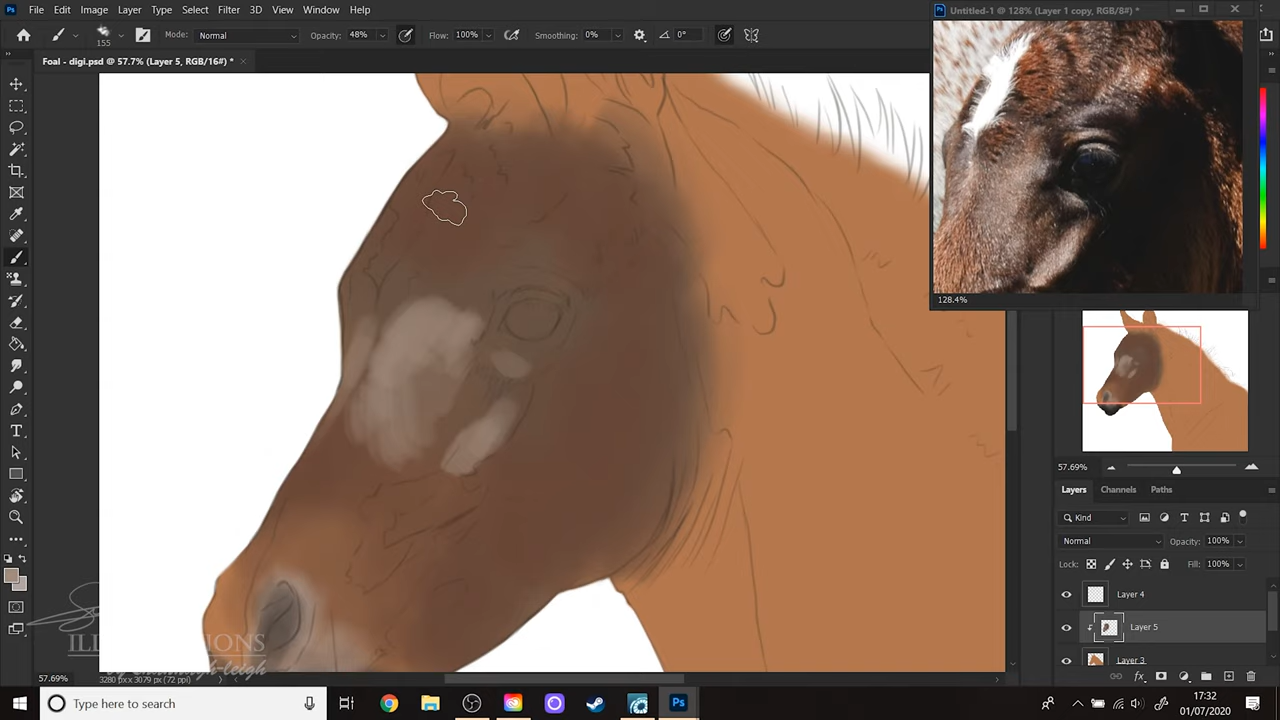 File Edit Image Layer Type Select Filter 3D View Window Help
Untitled-1 @ 128% (Layer 1 copy, RGB/8#) *
155 Mode: Normal Opacity: 48% Flow: 100% Smoothing: 0% 0°
Foal - digi.psd @ 57.7% (Layer 5, RGB/16#) * ×
128.4%
57.69%
Layers Channels Paths
Kind
Normal Opacity: 100%
Lock: Fill: 100%
Layer 4
Layer 5
Layer 3
57.69% 3280 px x 3079 px (72 ppi)
Type here to search
17:32
01/07/2020